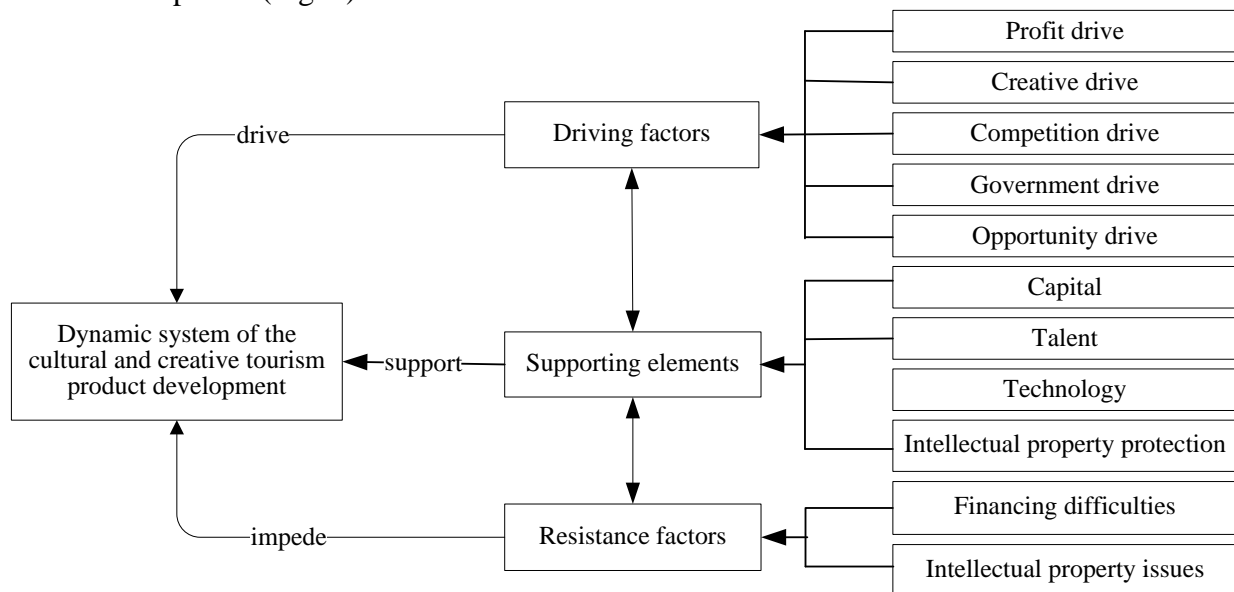 Profit drive
Creative drive
drive
Driving factors
Competition drive
Government drive
Opportunity drive
Capital
Dynamic system of the
cultural and creative tourism
product development
support
Supporting elements
Talent
Technology
Intellectual property protection
Financing difficulties
impede
Resistance factors
Intellectual property issues